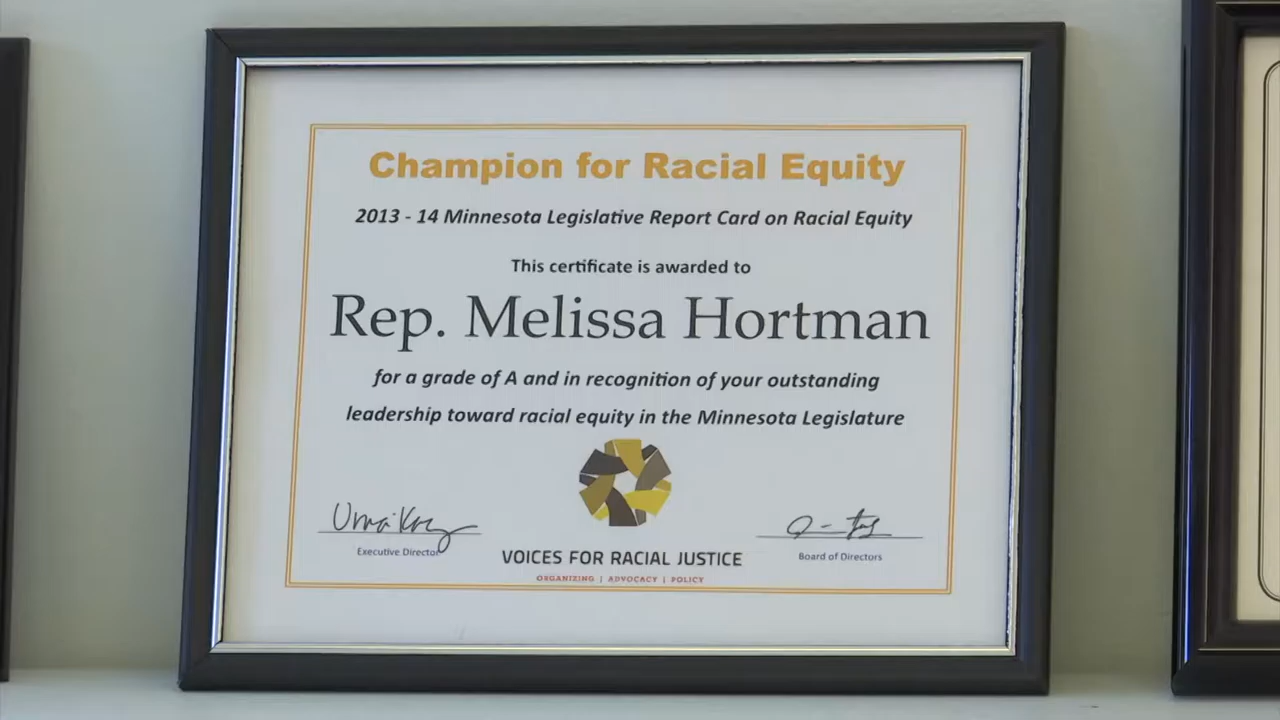 Champion for Racial Equity
2013 - 14 Minnesota Legislative Report Card on Racial Equity
This certificate is awarded to
Rep. Melissa Hortman
for a grade of A and in recognition of your outstanding
leadership toward racial equity in the Minnesota Legislature
Executive Director
VOICES FOR RACIAL JUSTICE
ORGANIZING | ADVOCACY | POLICY
Board of Directors